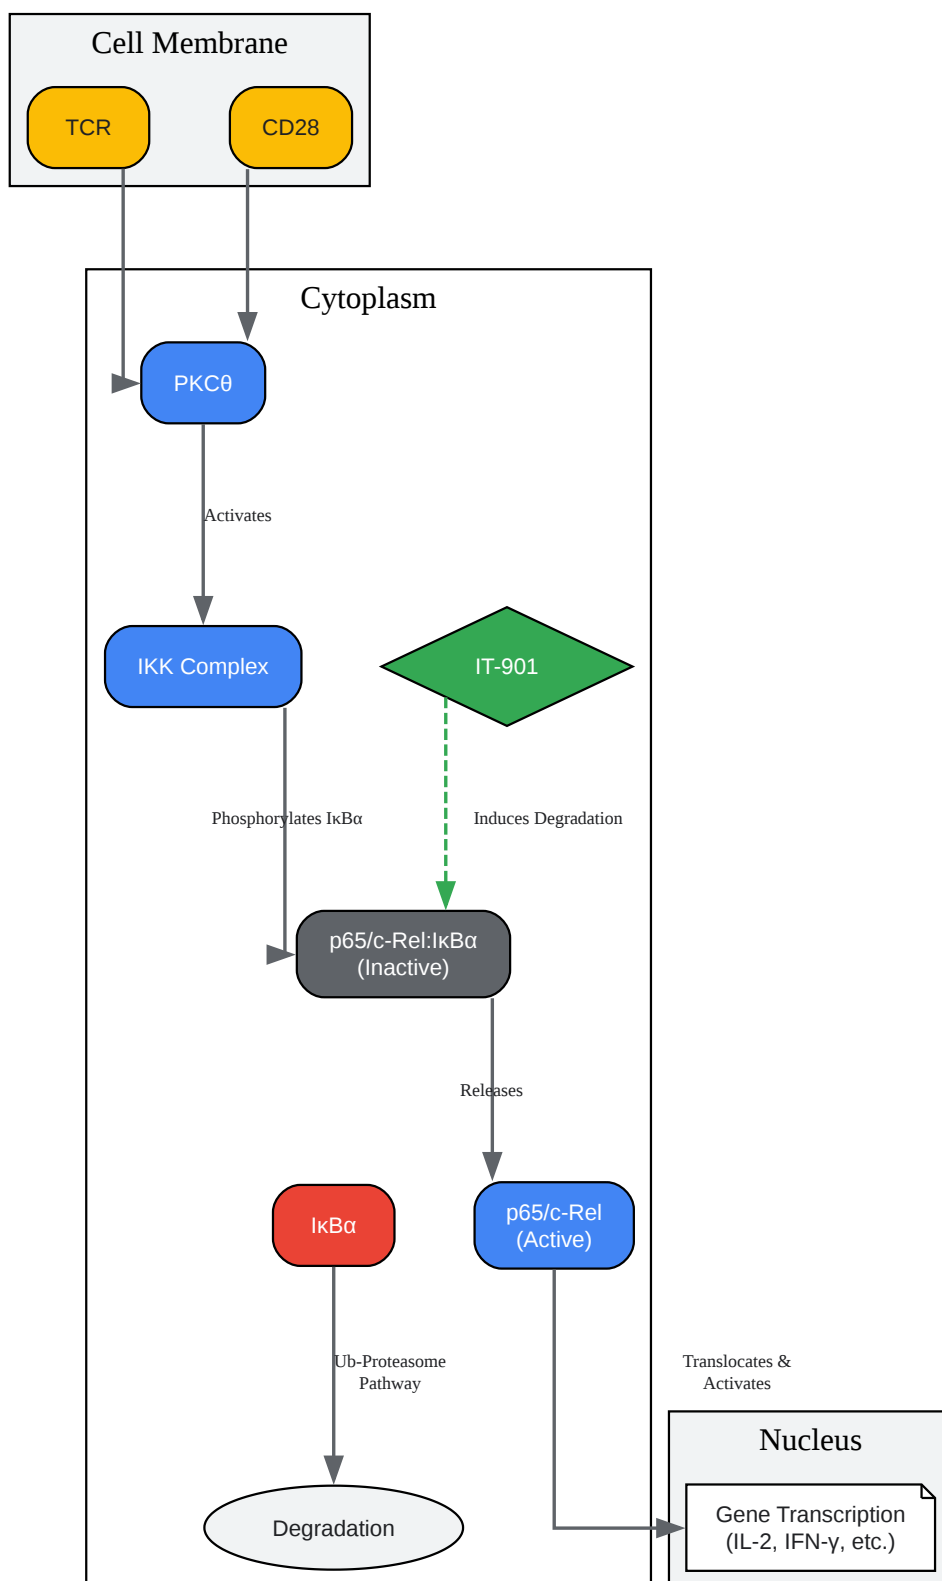 Cell Membrane
TCR
CD28
Cytoplasm
PKCθ
Activates
IKK Complex
IT-901
Phosphorylates IκBα
Induces Degradation
p65/c-Rel:IκBα
(Inactive)
Releases
IκBα
p65/c-Rel
(Active)
Ub-Proteasome
Pathway
Translocates &
Activates
Nucleus
Gene Transcription
(IL-2, IFN-γ, etc.)
Degradation